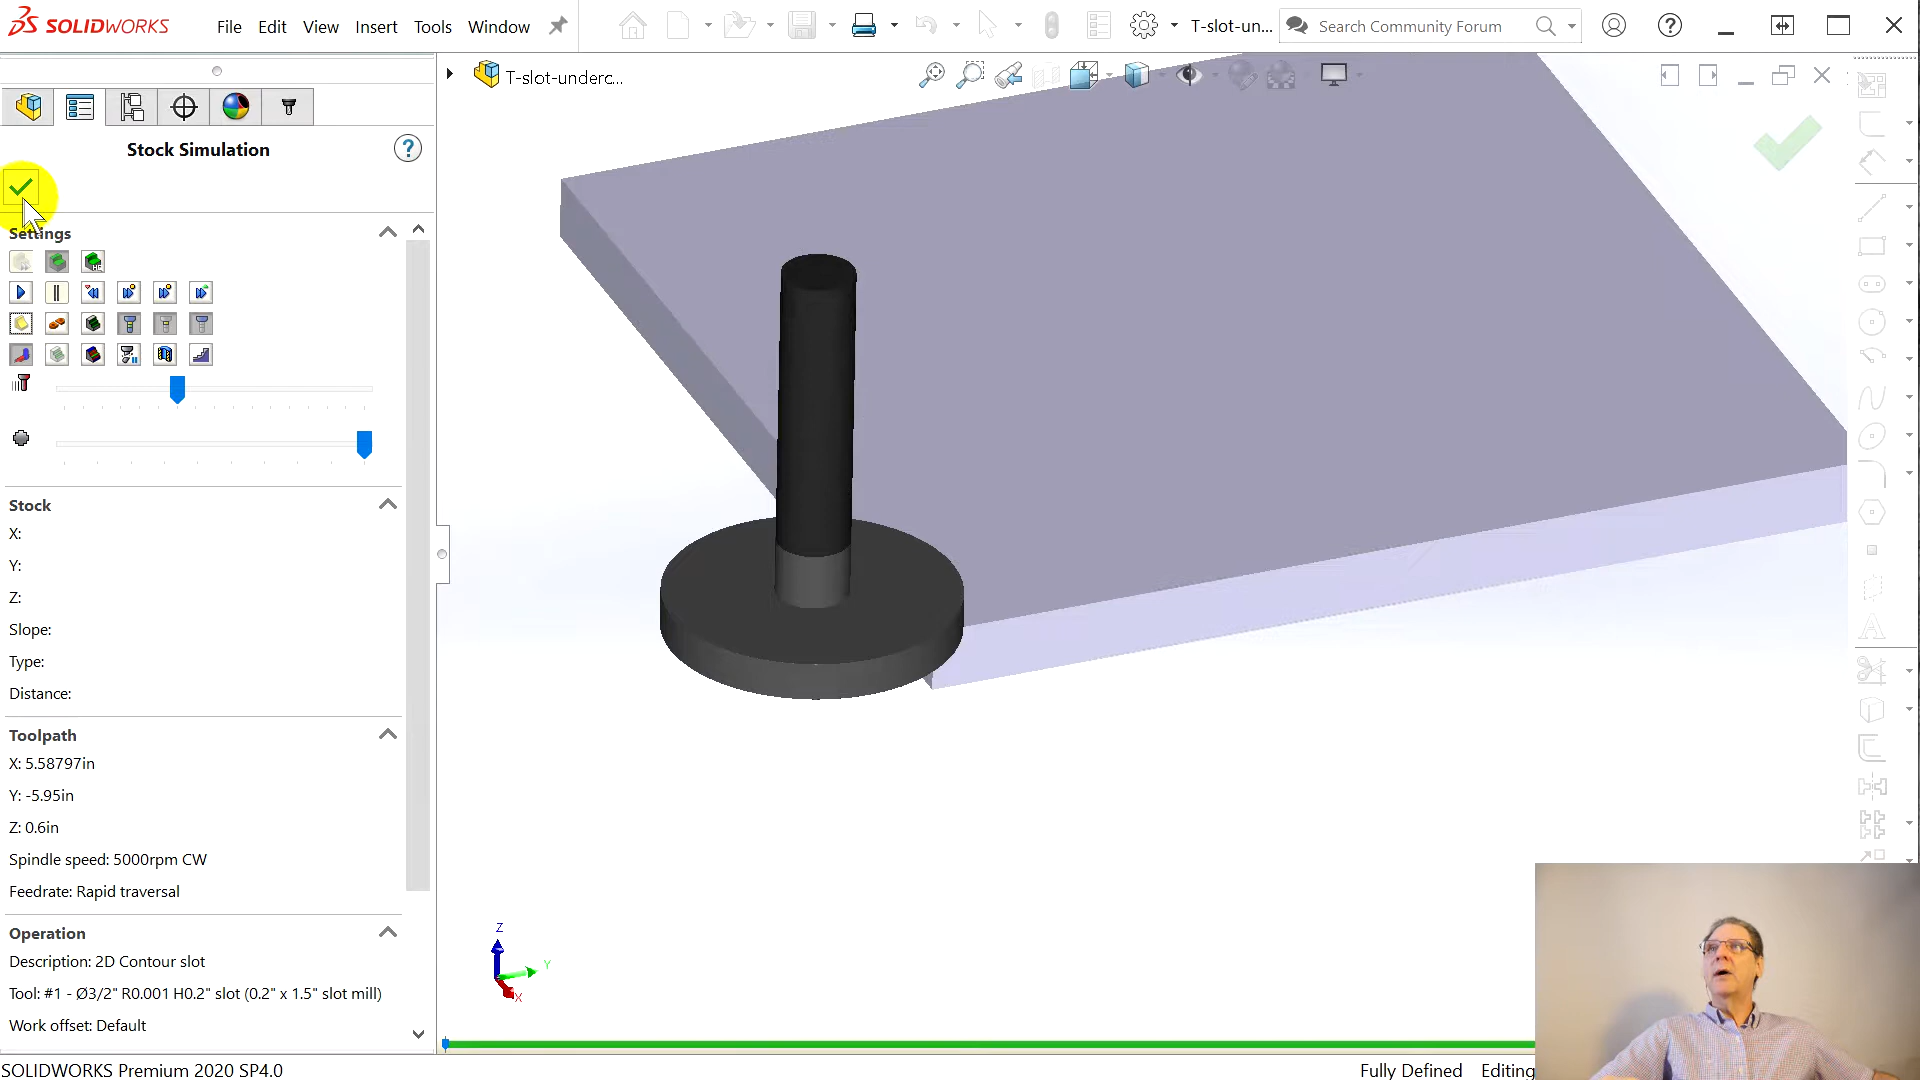 SOLIDWORKS File Edit View Insert Tools Window T-slot-un... Search Community Forum
T-slot-underc...
Stock Simulation
Settings
Stock
X:
Y:
Z:
Slope:
Type:
Distance:
Toolpath
X: 5.58797in
Y: -5.95in
Z: 0.6in
Spindle speed: 5000rpm CW
Feedrate: Rapid traversal
Operation
Description: 2D Contour slot
Tool: #1 - Ø3/2" R0.001 H0.2" slot (0.2" x 1.5" slot mill)
Work offset: Default
Z
Y
X
SOLIDWORKS Premium 2020 SP4.0 Fully Defined Editing